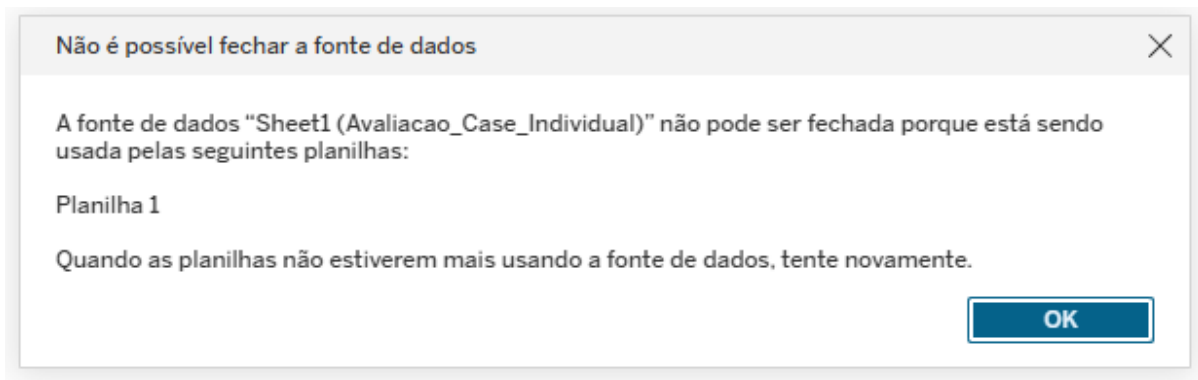 Não é possível fechar a fonte de dados
A fonte de dados “Sheet1 (Avaliacao_Case_Individual)” não pode ser fechada porque está sendo
usada pelas seguintes planilhas:
Planilha 1
Quando as planilhas não estiverem mais usando a fonte de dados, tente novamente.
OK